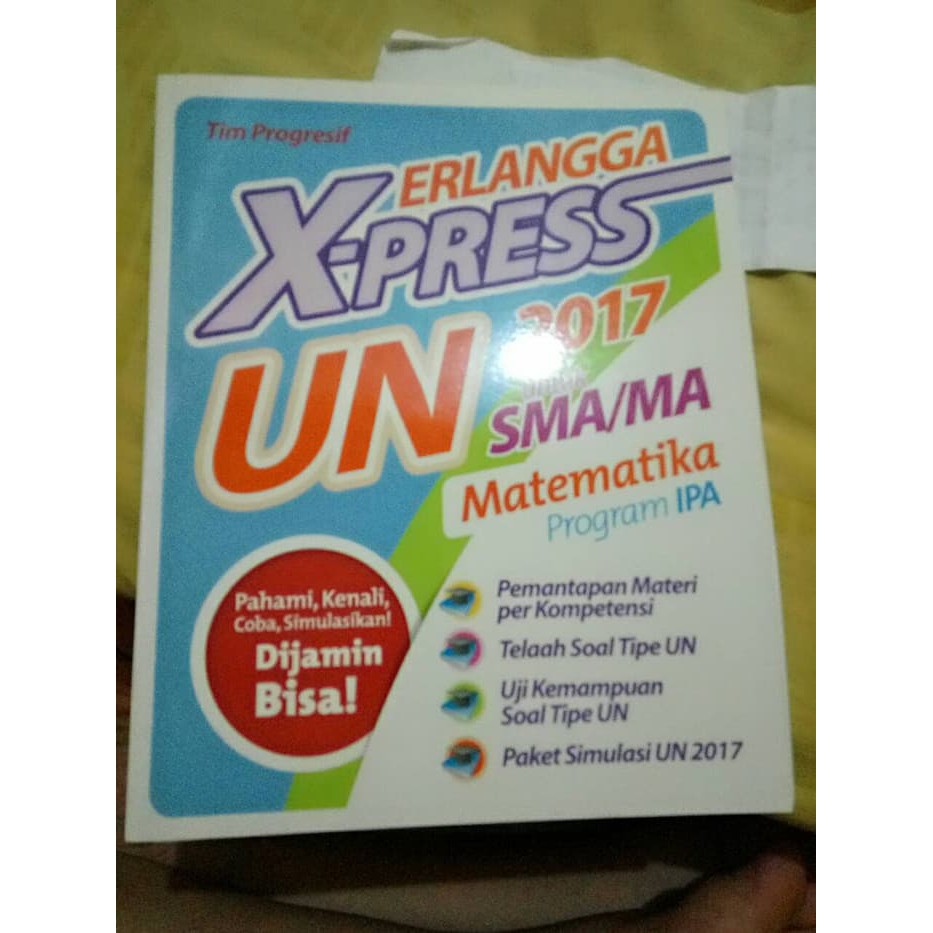 Tim Progresif
ERLANGGA
X-PRESS
UN 2017
untuk
SMA/MA
Matematika
Program IPA
Pahami, Kenali,
Coba, Simulasikan!
Dijamin
Bisa!
Pemantapan Materi
per Kompetensi
Telaah Soal Tipe UN
Uji Kemampuan
Soal Tipe UN
Paket Simulasi UN 2017